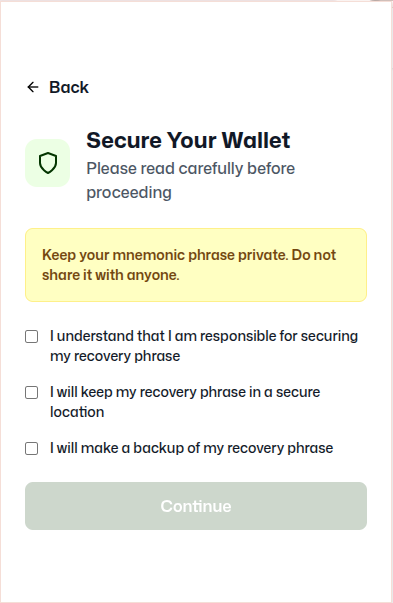 Back
Secure Your Wallet
Please read carefully before
proceeding
Keep your mnemonic phrase private. Do not
share it with anyone.
I understand that I am responsible for securing
my recovery phrase
I will keep my recovery phrase in a secure
location
I will make a backup of my recovery phrase
Continue